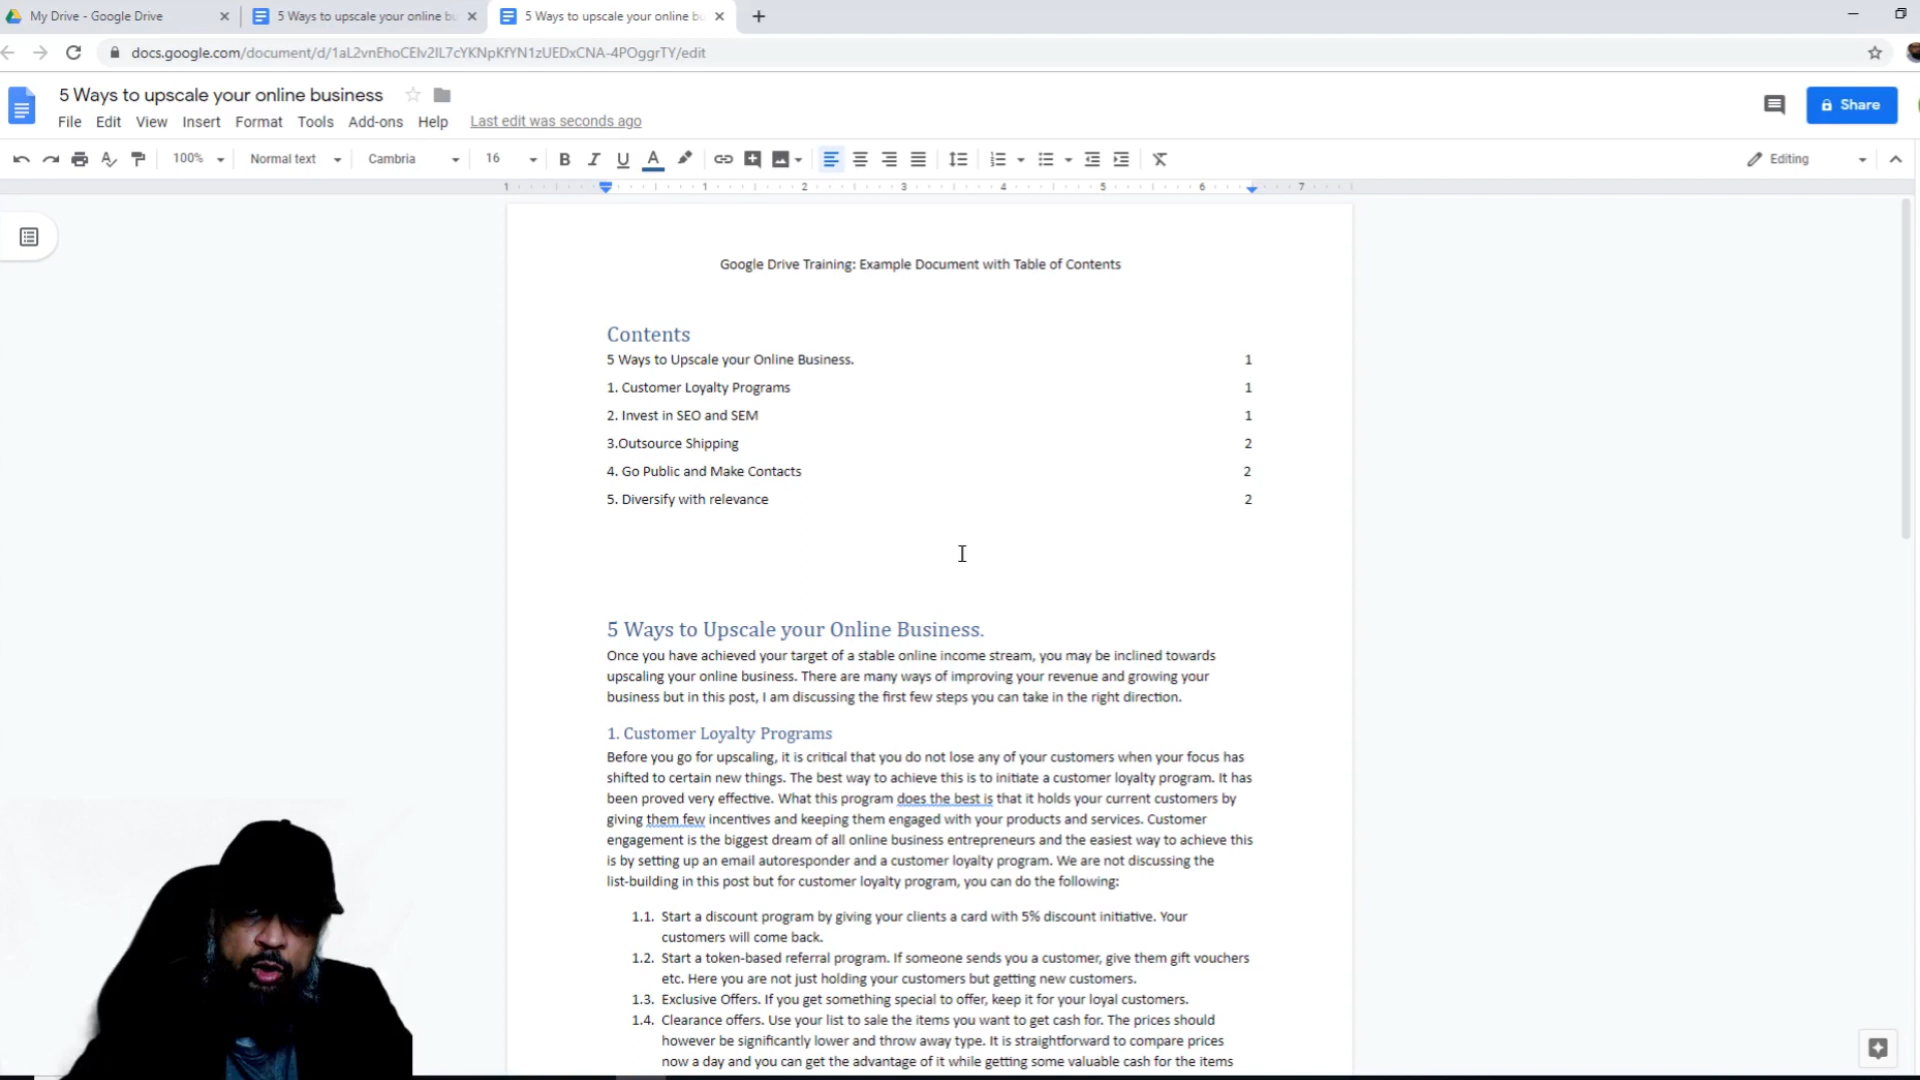 My Drive - Google Drive
5 Ways to upscale your online bu
5 Ways to upscale your online bu
docs.google.com/document/d/1aL2vnEhoCElv2IL7cYKNpKfYN1zUEDxCNA-4POggrTY/edit
5 Ways to upscale your online business
Share
File Edit View Insert Format Tools Add-ons Help Last edit was seconds ago
100% Normal text Cambria 16 B I U A Editing
1 1 2 3 4 5 6 7
Google Drive Training: Example Document with Table of Contents
Contents
5 Ways to Upscale your Online Business. 1
1. Customer Loyalty Programs 1
2. Invest in SEO and SEM 1
3.Outsource Shipping 2
4. Go Public and Make Contacts 2
5. Diversify with relevance 2
5 Ways to Upscale your Online Business.
Once you have achieved your target of a stable online income stream, you may be inclined towards
upscaling your online business. There are many ways of improving your revenue and growing your
business but in this post, I am discussing the first few steps you can take in the right direction.
1. Customer Loyalty Programs
Before you go for upscaling, it is critical that you do not lose any of your customers when your focus has
shifted to certain new things. The best way to achieve this is to initiate a customer loyalty program. It has
been proved very effective. What this program does the best is that it holds your current customers by
giving them few incentives and keeping them engaged with your products and services. Customer
engagement is the biggest dream of all online business entrepreneurs and the easiest way to achieve this
is by setting up an email autoresponder and a customer loyalty program. We are not discussing the
list-building in this post but for customer loyalty program, you can do the following:
1.1. Start a discount program by giving your clients a card with 5% discount initiative. Your
customers will come back.
1.2. Start a token-based referral program. If someone sends you a customer, give them gift vouchers
etc. Here you are not just holding your customers but getting new customers.
1.3. Exclusive Offers. If you get something special to offer, keep it for your loyal customers.
1.4. Clearance offers. Use your list to sale the items you want to get cash for. The prices should
however be significantly lower and throw away type. It is straightforward to compare prices
now a day and you can get the advantage of it while getting some valuable cash for the items